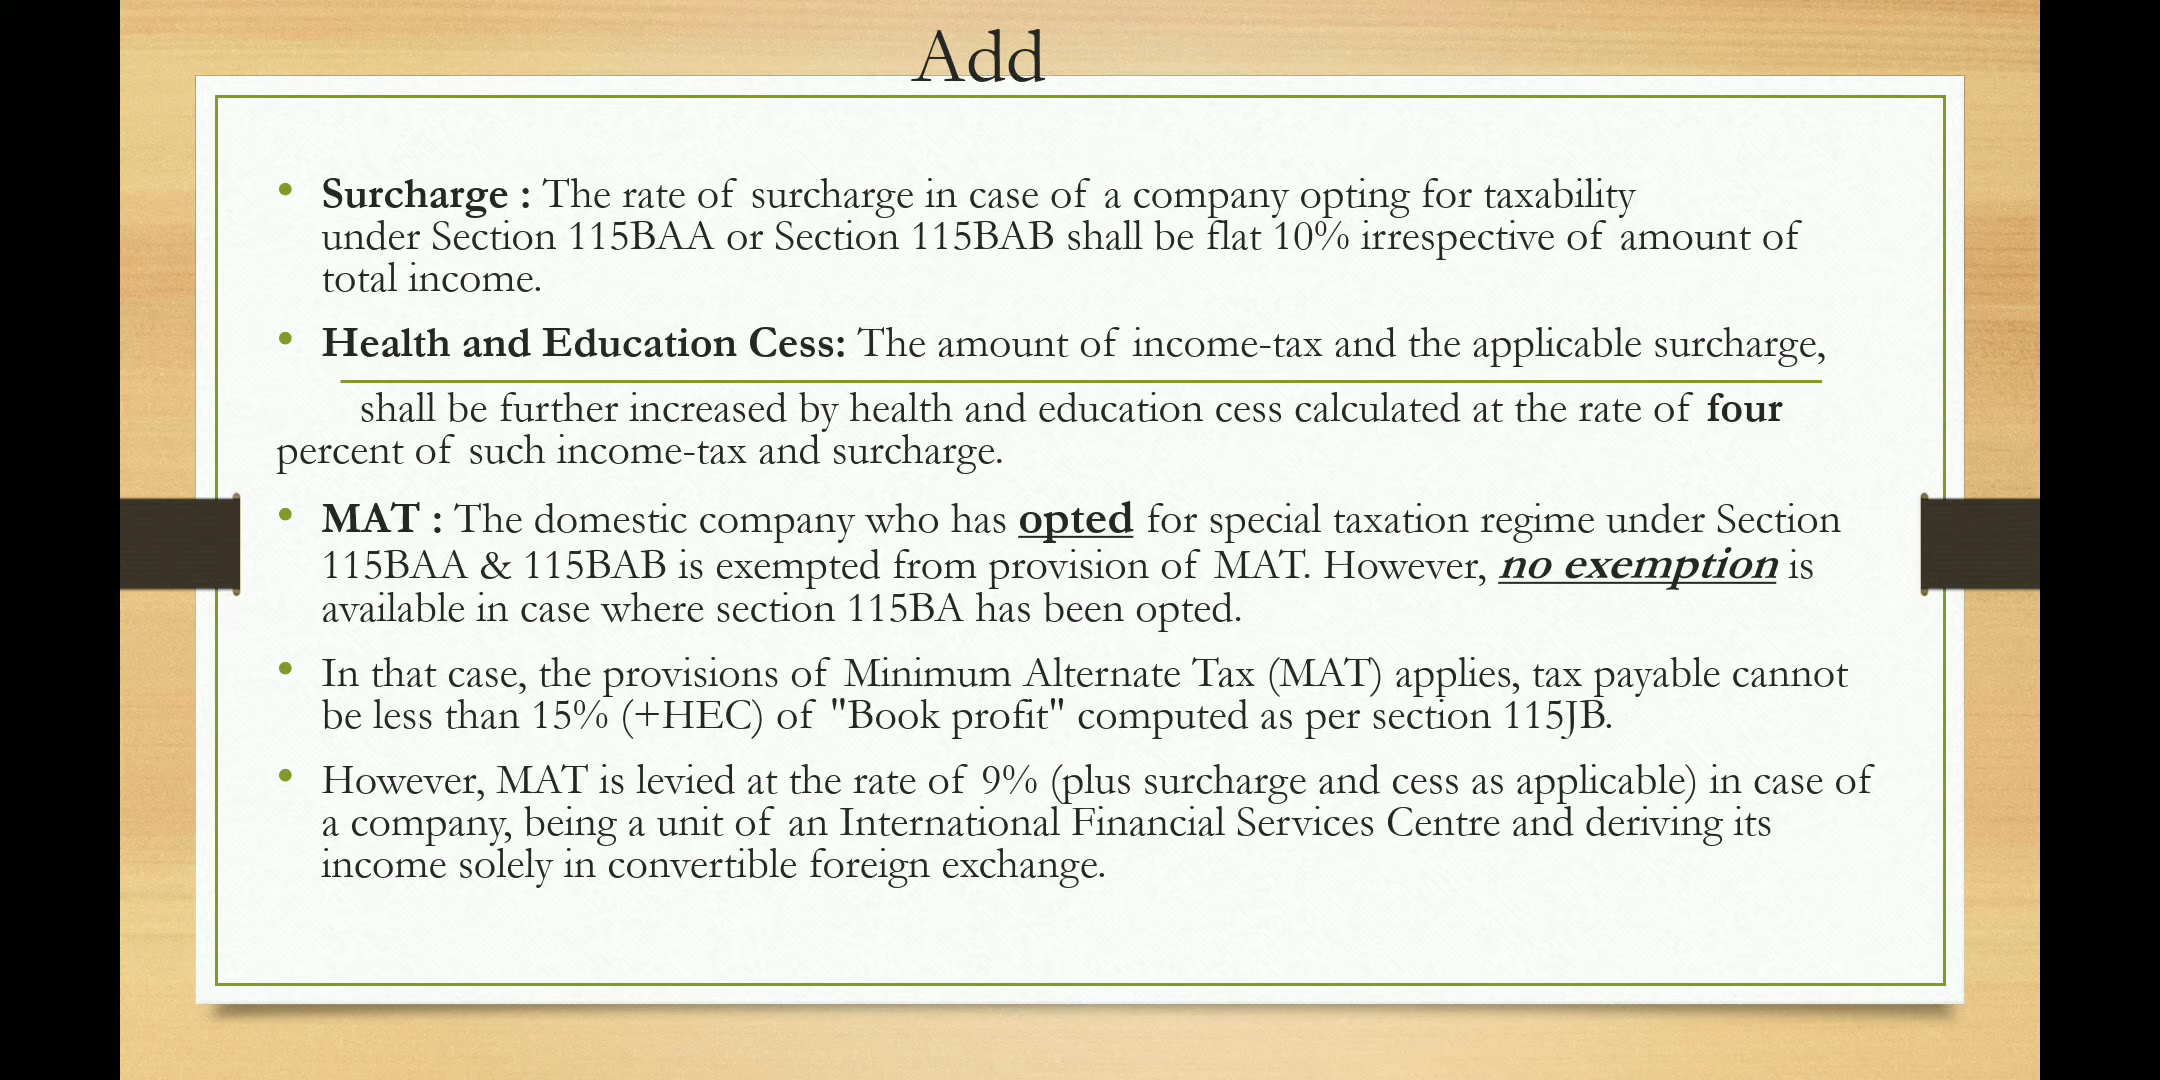 Add
• Surcharge : The rate of surcharge in case of a company opting for taxability
under Section 115BAA or Section 115BAB shall be flat 10% irrespective of amount of
total income.
• Health and Education Cess: The amount of income-tax and the applicable surcharge,
shall be further increased by health and education cess calculated at the rate of four
percent of such income-tax and surcharge.
• MAT : The domestic company who has opted for special taxation regime under Section
115BAA & 115BAB is exempted from provision of MAT. However, no exemption is
available in case where section 115BA has been opted.
• In that case, the provisions of Minimum Alternate Tax (MAT) applies, tax payable cannot
be less than 15% (+HEC) of "Book profit" computed as per section 115JB.
• However, MAT is levied at the rate of 9% (plus surcharge and cess as applicable) in case of
a company, being a unit of an International Financial Services Centre and deriving its
income solely in convertible foreign exchange.